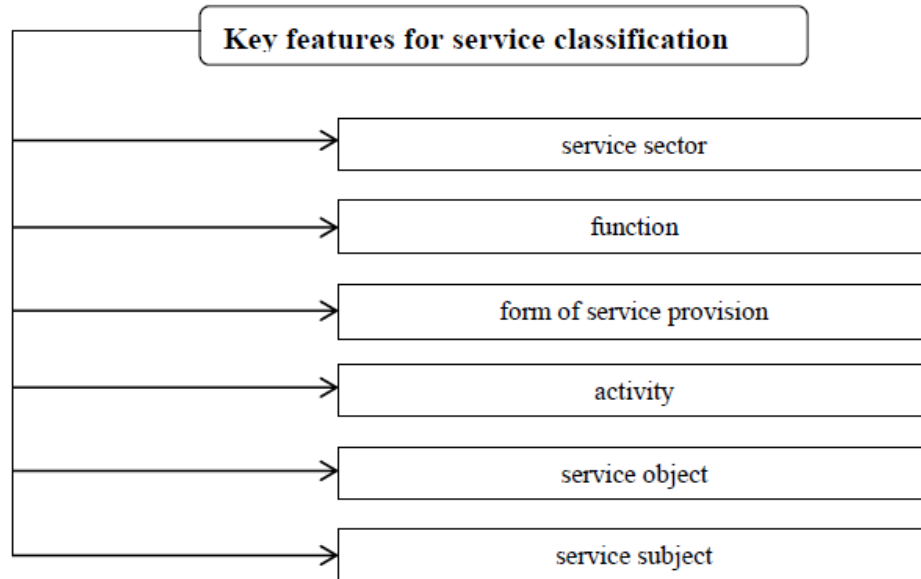 Key features for service classification
service sector
function
form of service provision
activity
service object
service subject